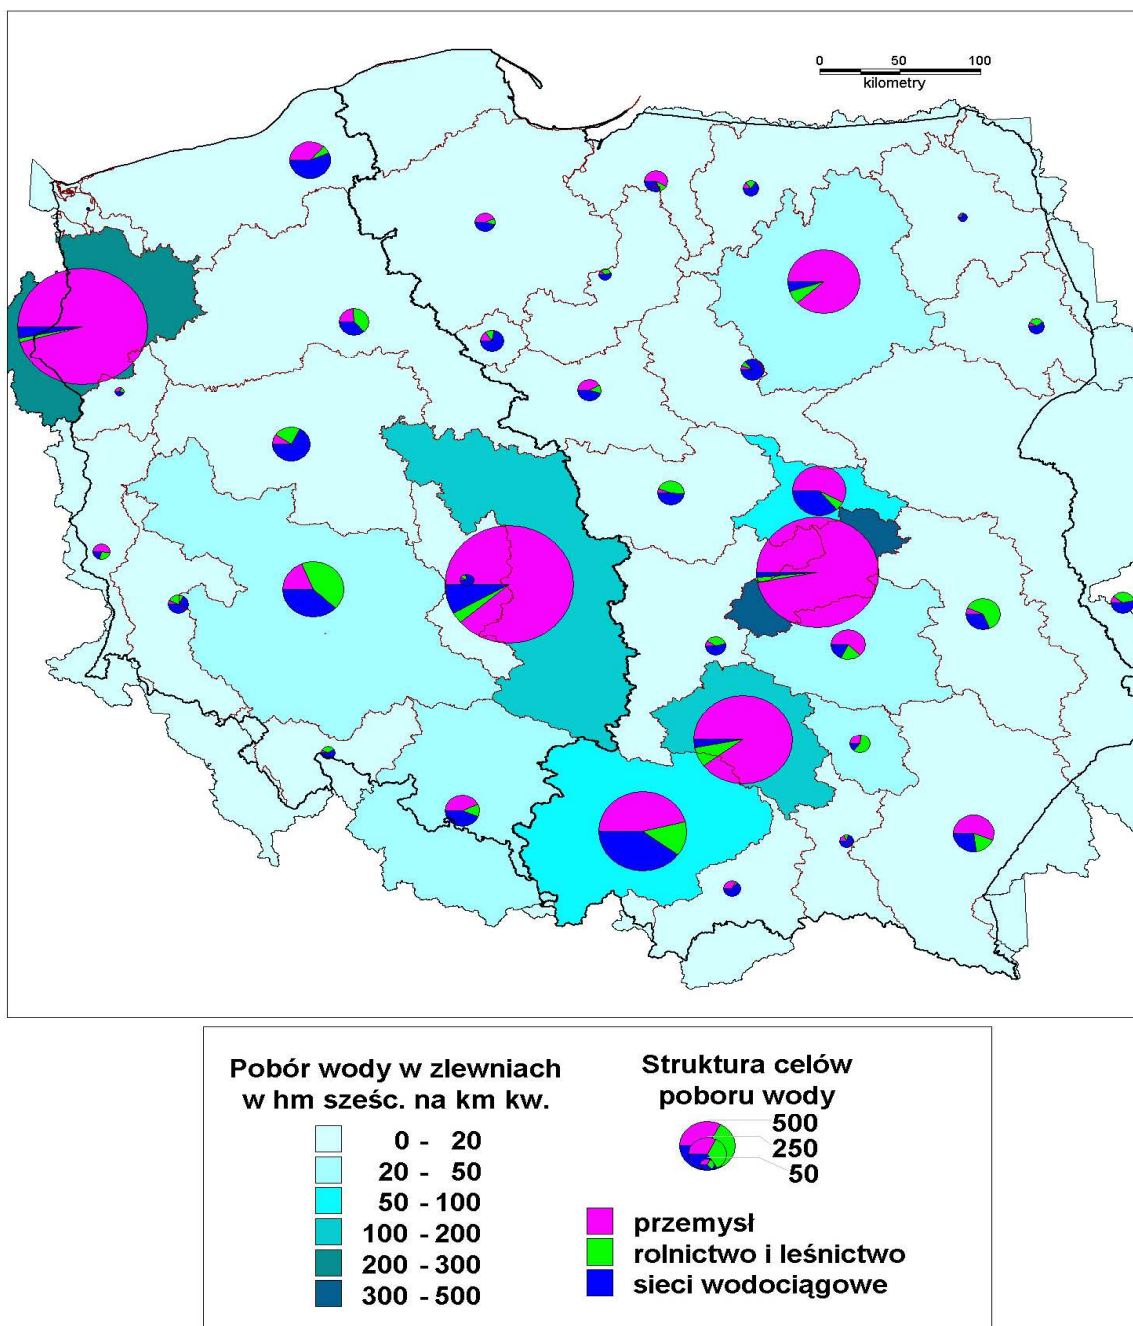 0 50 100
kilometry
Pobór wody w zlewniach
w hm sześc. na km kw.
0 - 20
20 - 50
50 - 100
100 - 200
200 - 300
300 - 500
Struktura celów
poboru wody
500
250
50
przemysł
rolnictwo i leśnictwo
sieci wodociągowe